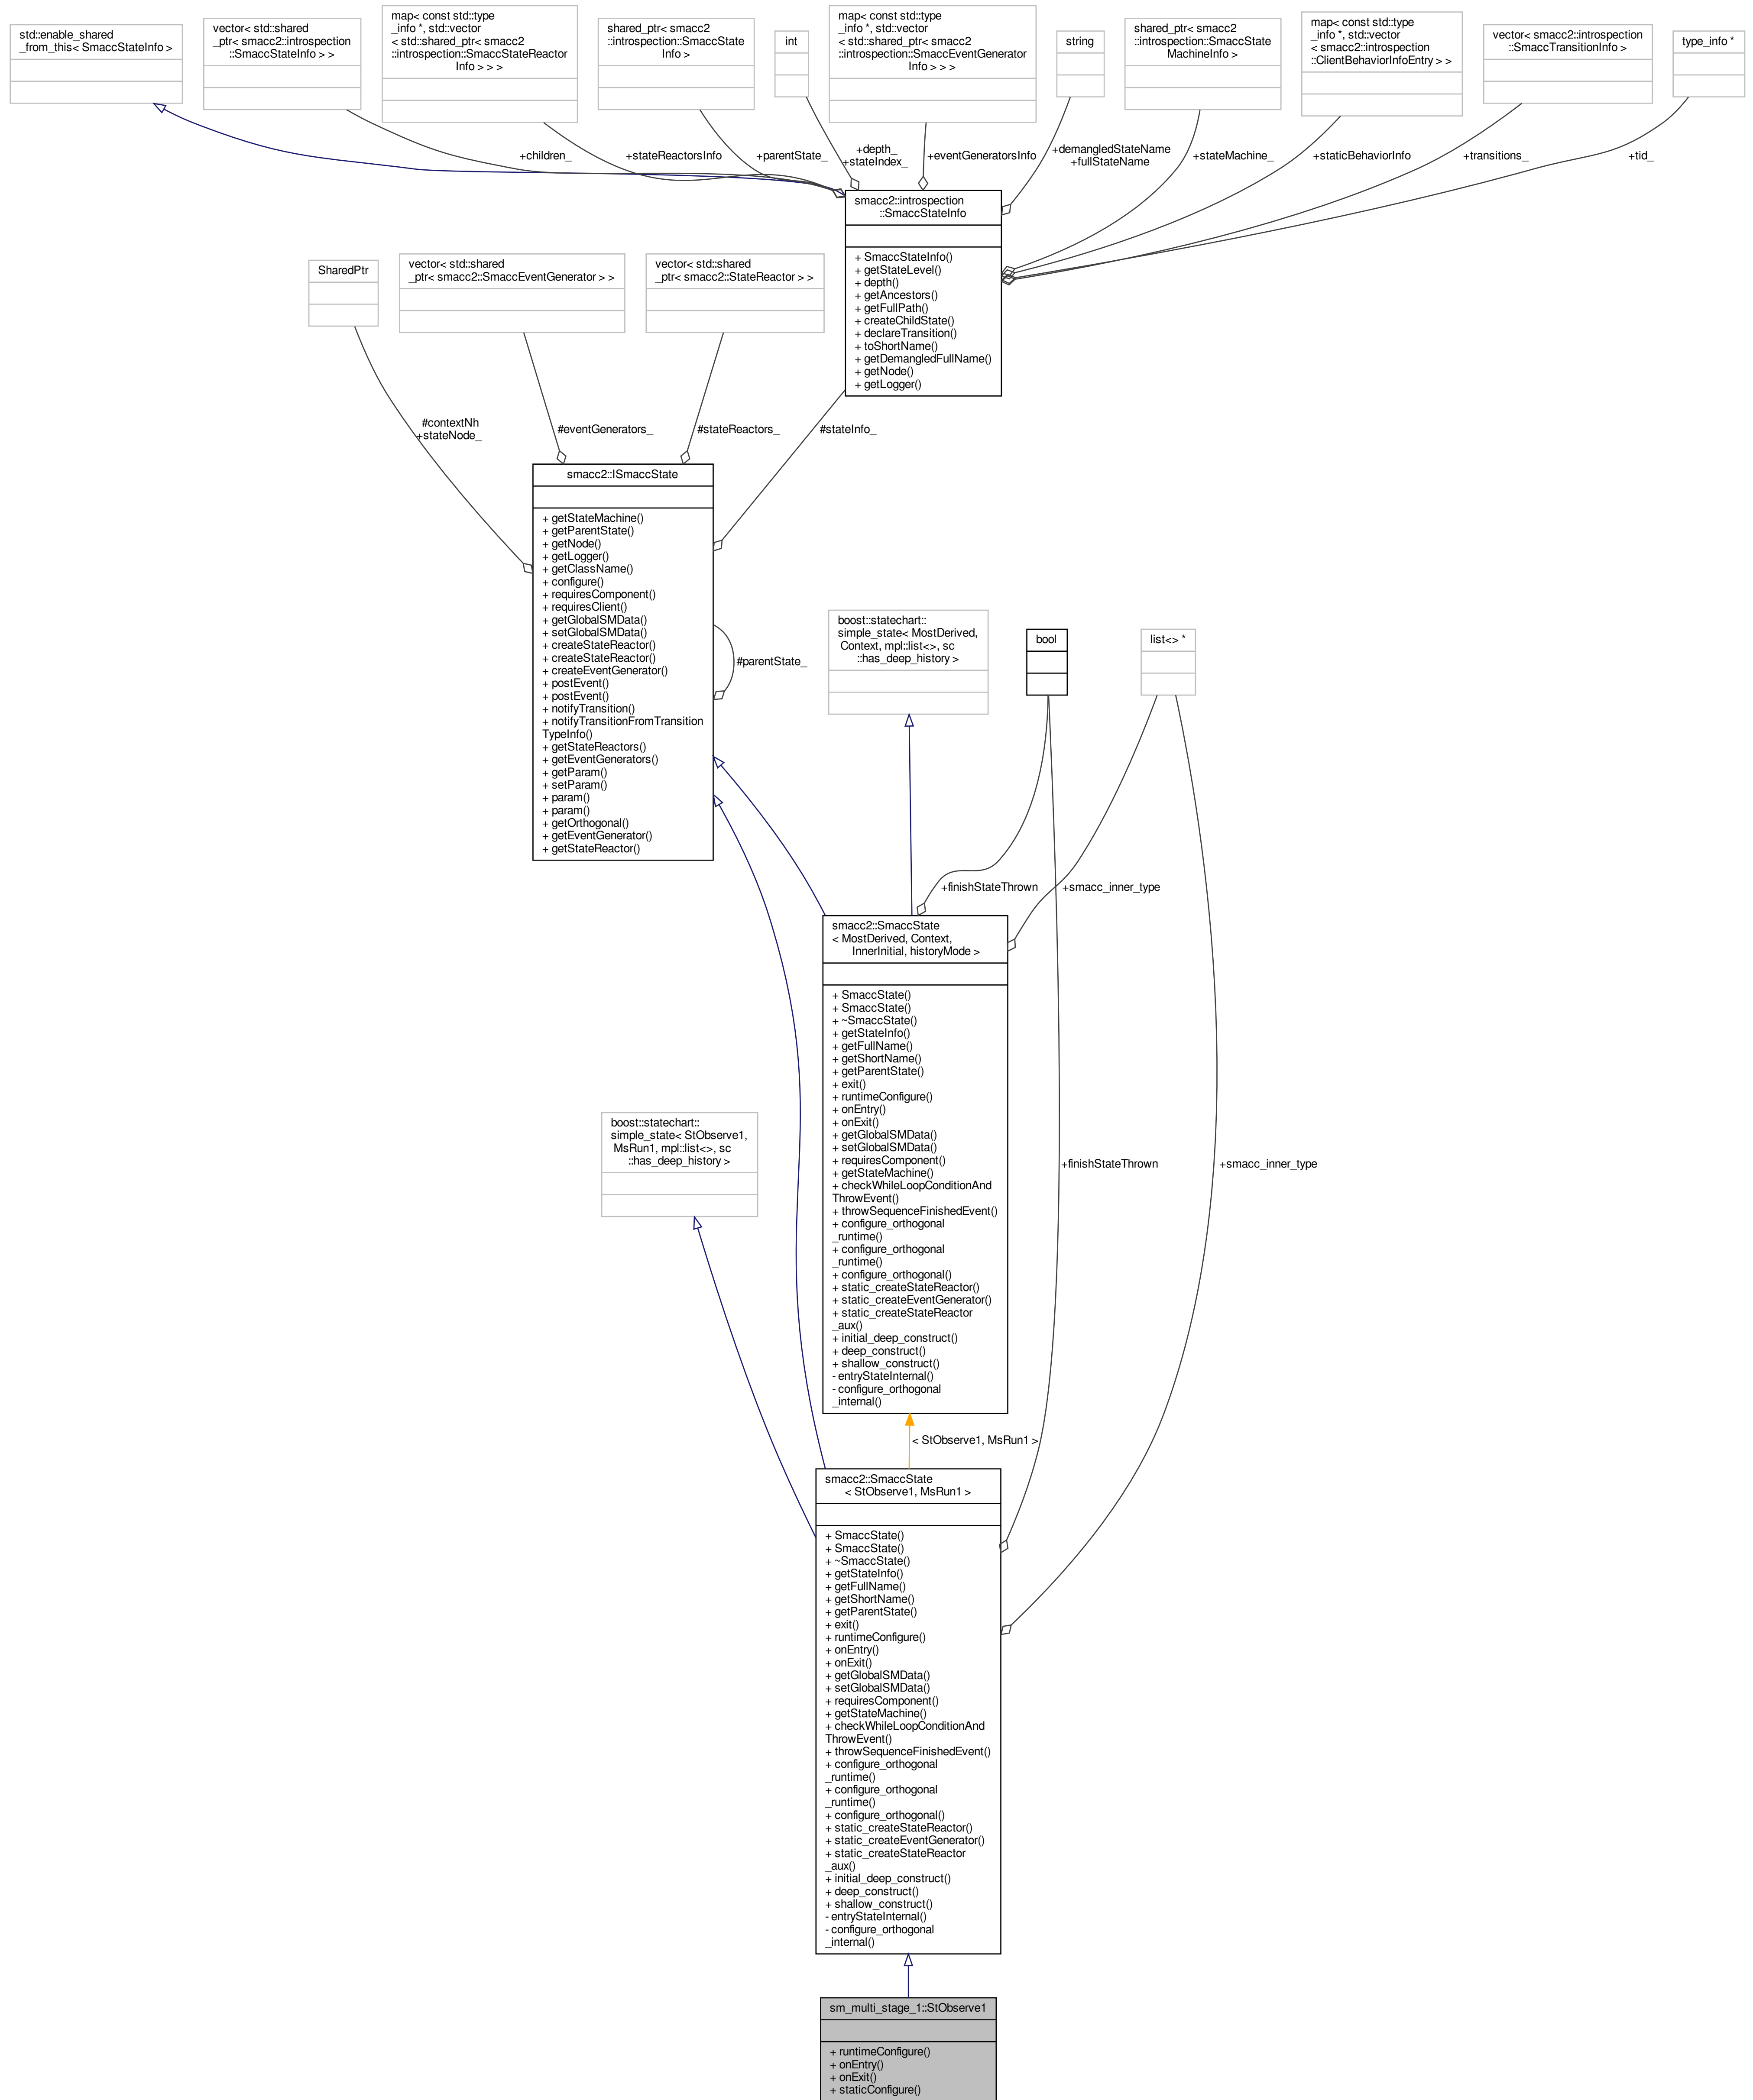 std::enable_shared
_from_this< SmaccStateInfo >
vector< std::shared
_ptr< smacc2::introspection
::SmaccStateInfo > >
map< const std::type
_info *, std::vector
< std::shared_ptr< smacc2
::introspection::SmaccStateReactor
Info > > >
shared_ptr< smacc2
::introspection::SmaccState
Info >
int
map< const std::type
_info *, std::vector
< std::shared_ptr< smacc2
::introspection::SmaccEventGenerator
Info > > >
string
shared_ptr< smacc2
::introspection::SmaccState
MachineInfo >
map< const std::type
_info *, std::vector
< smacc2::introspection
::ClientBehaviorInfoEntry > >
vector< smacc2::introspection
::SmaccTransitionInfo >
type_info *
+children_
+stateReactorsInfo
+parentState_
+depth_
+stateIndex_
+eventGeneratorsInfo
+demangledStateName
+fullStateName
+stateMachine_
+staticBehaviorInfo
+transitions_
+tid_
smacc2::introspection
::SmaccStateInfo
+ SmaccStateInfo()
+ getStateLevel()
+ depth()
+ getAncestors()
+ getFullPath()
+ createChildState()
+ declareTransition()
+ toShortName()
+ getDemangledFullName()
+ getNode()
+ getLogger()
SharedPtr
vector< std::shared
_ptr< smacc2::SmaccEventGenerator > >
vector< std::shared
_ptr< smacc2::StateReactor > >
#contextNh
+stateNode_
#eventGenerators_
#stateReactors_
#stateInfo_
smacc2::ISmaccState
+ getStateMachine()
+ getParentState()
+ getNode()
+ getLogger()
+ getClassName()
+ configure()
+ requiresComponent()
+ requiresClient()
+ getGlobalSMData()
+ setGlobalSMData()
+ createStateReactor()
+ createStateReactor()
+ createEventGenerator()
+ postEvent()
+ postEvent()
+ notifyTransition()
+ notifyTransitionFromTransition
TypeInfo()
+ getStateReactors()
+ getEventGenerators()
+ getParam()
+ setParam()
+ param()
+ param()
+ getOrthogonal()
+ getEventGenerator()
+ getStateReactor()
#parentState_
boost::statechart::
simple_state< MostDerived,
Context, mpl::list<>, sc
::has_deep_history >
bool
list<> *
+finishStateThrown
+smacc_inner_type
smacc2::SmaccState
< MostDerived, Context,
InnerInitial, historyMode >
+ SmaccState()
+ SmaccState()
+ ~SmaccState()
+ getStateInfo()
+ getFullName()
+ getShortName()
+ getParentState()
+ exit()
+ runtimeConfigure()
+ onEntry()
+ onExit()
+ getGlobalSMData()
+ setGlobalSMData()
+ requiresComponent()
+ getStateMachine()
+ checkWhileLoopConditionAnd
ThrowEvent()
+ throwSequenceFinishedEvent()
+ configure_orthogonal
_runtime()
+ configure_orthogonal
_runtime()
+ configure_orthogonal()
+ static_createStateReactor()
+ static_createEventGenerator()
+ static_createStateReactor
_aux()
+ initial_deep_construct()
+ deep_construct()
+ shallow_construct()
- entryStateInternal()
- configure_orthogonal
_internal()
boost::statechart::
simple_state< StObserve1,
MsRun1, mpl::list<>, sc
::has_deep_history >
+finishStateThrown
+smacc_inner_type
< StObserve1, MsRun1 >
smacc2::SmaccState
< StObserve1, MsRun1 >
+ SmaccState()
+ SmaccState()
+ ~SmaccState()
+ getStateInfo()
+ getFullName()
+ getShortName()
+ getParentState()
+ exit()
+ runtimeConfigure()
+ onEntry()
+ onExit()
+ getGlobalSMData()
+ setGlobalSMData()
+ requiresComponent()
+ getStateMachine()
+ checkWhileLoopConditionAnd
ThrowEvent()
+ throwSequenceFinishedEvent()
+ configure_orthogonal
_runtime()
+ configure_orthogonal
_runtime()
+ configure_orthogonal()
+ static_createStateReactor()
+ static_createEventGenerator()
+ static_createStateReactor
_aux()
+ initial_deep_construct()
+ deep_construct()
+ shallow_construct()
- entryStateInternal()
- configure_orthogonal
_internal()
sm_multi_stage_1::StObserve1
+ runtimeConfigure()
+ onEntry()
+ onExit()
+ staticConfigure()